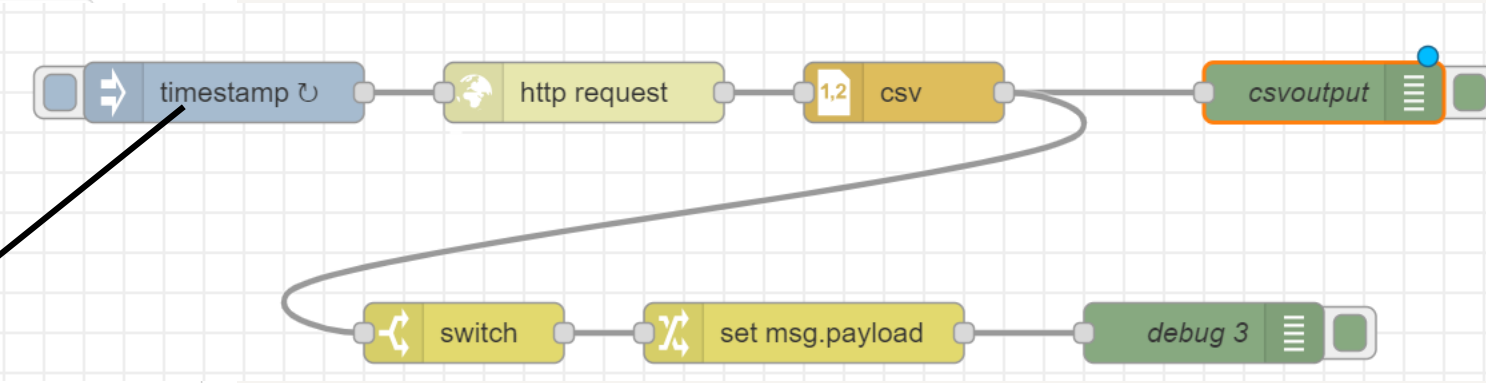 timestamp ↻
http request
1,2
csv
csvoutput
switch
set msg.payload
debug 3